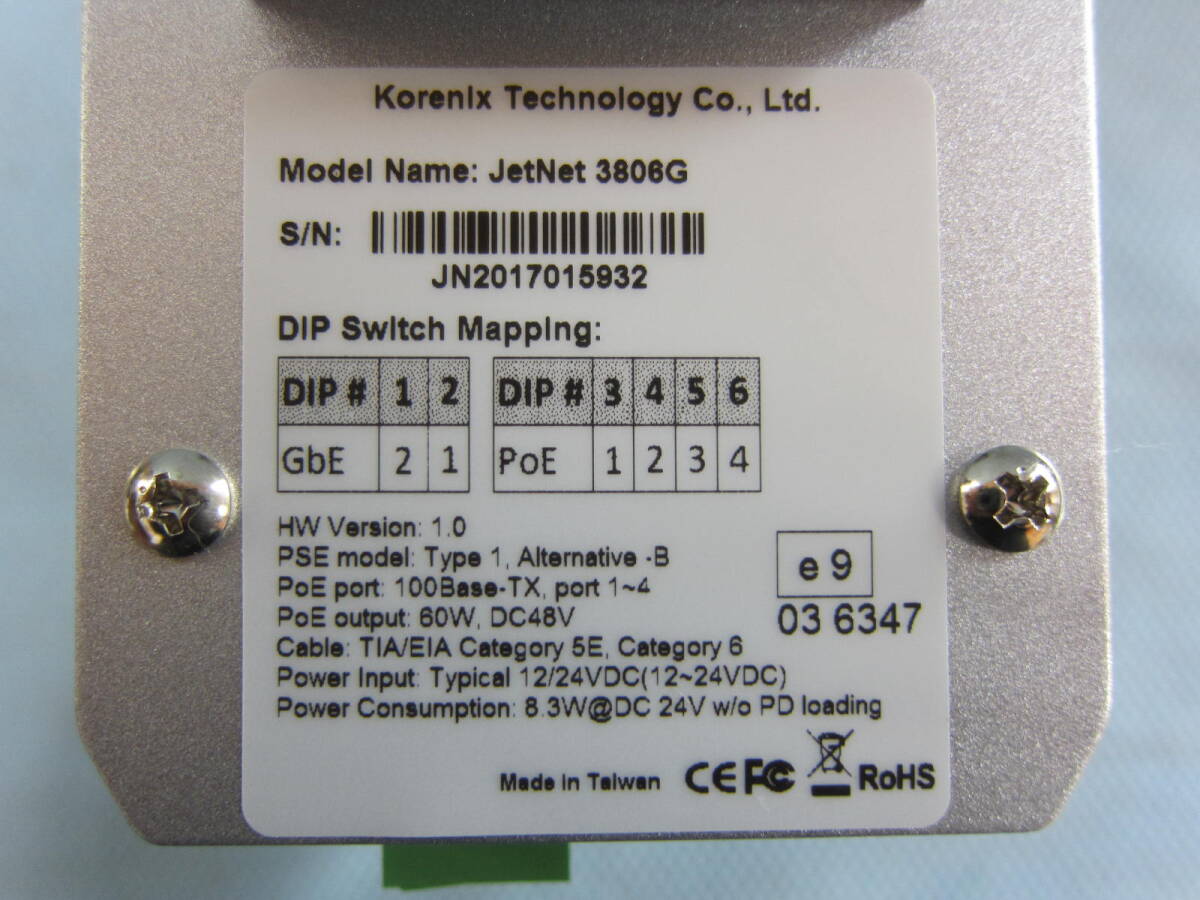 Korenix Technology Co., Ltd.
Model Name: JetNet 3806G
S/N:
JN2017015932
DIP Switch Mapping:
DIP # 1 2 DIP # 3 4 5 6
GbE 2 1 PoE 1 2 3 4
HW Version: 1.0
PSE model: Type 1, Alternative -B
PoE port: 100Base-TX, port 1~4
PoE output: 60W, DC48V
Cable: TIA/EIA Category 5E, Category 6
Power Input: Typical 12/24VDC(12~24VDC)
Power Consumption: 8.3W@DC 24V w/o PD loading
e 9
03 6347
Made in Taiwan CE FC RoHS